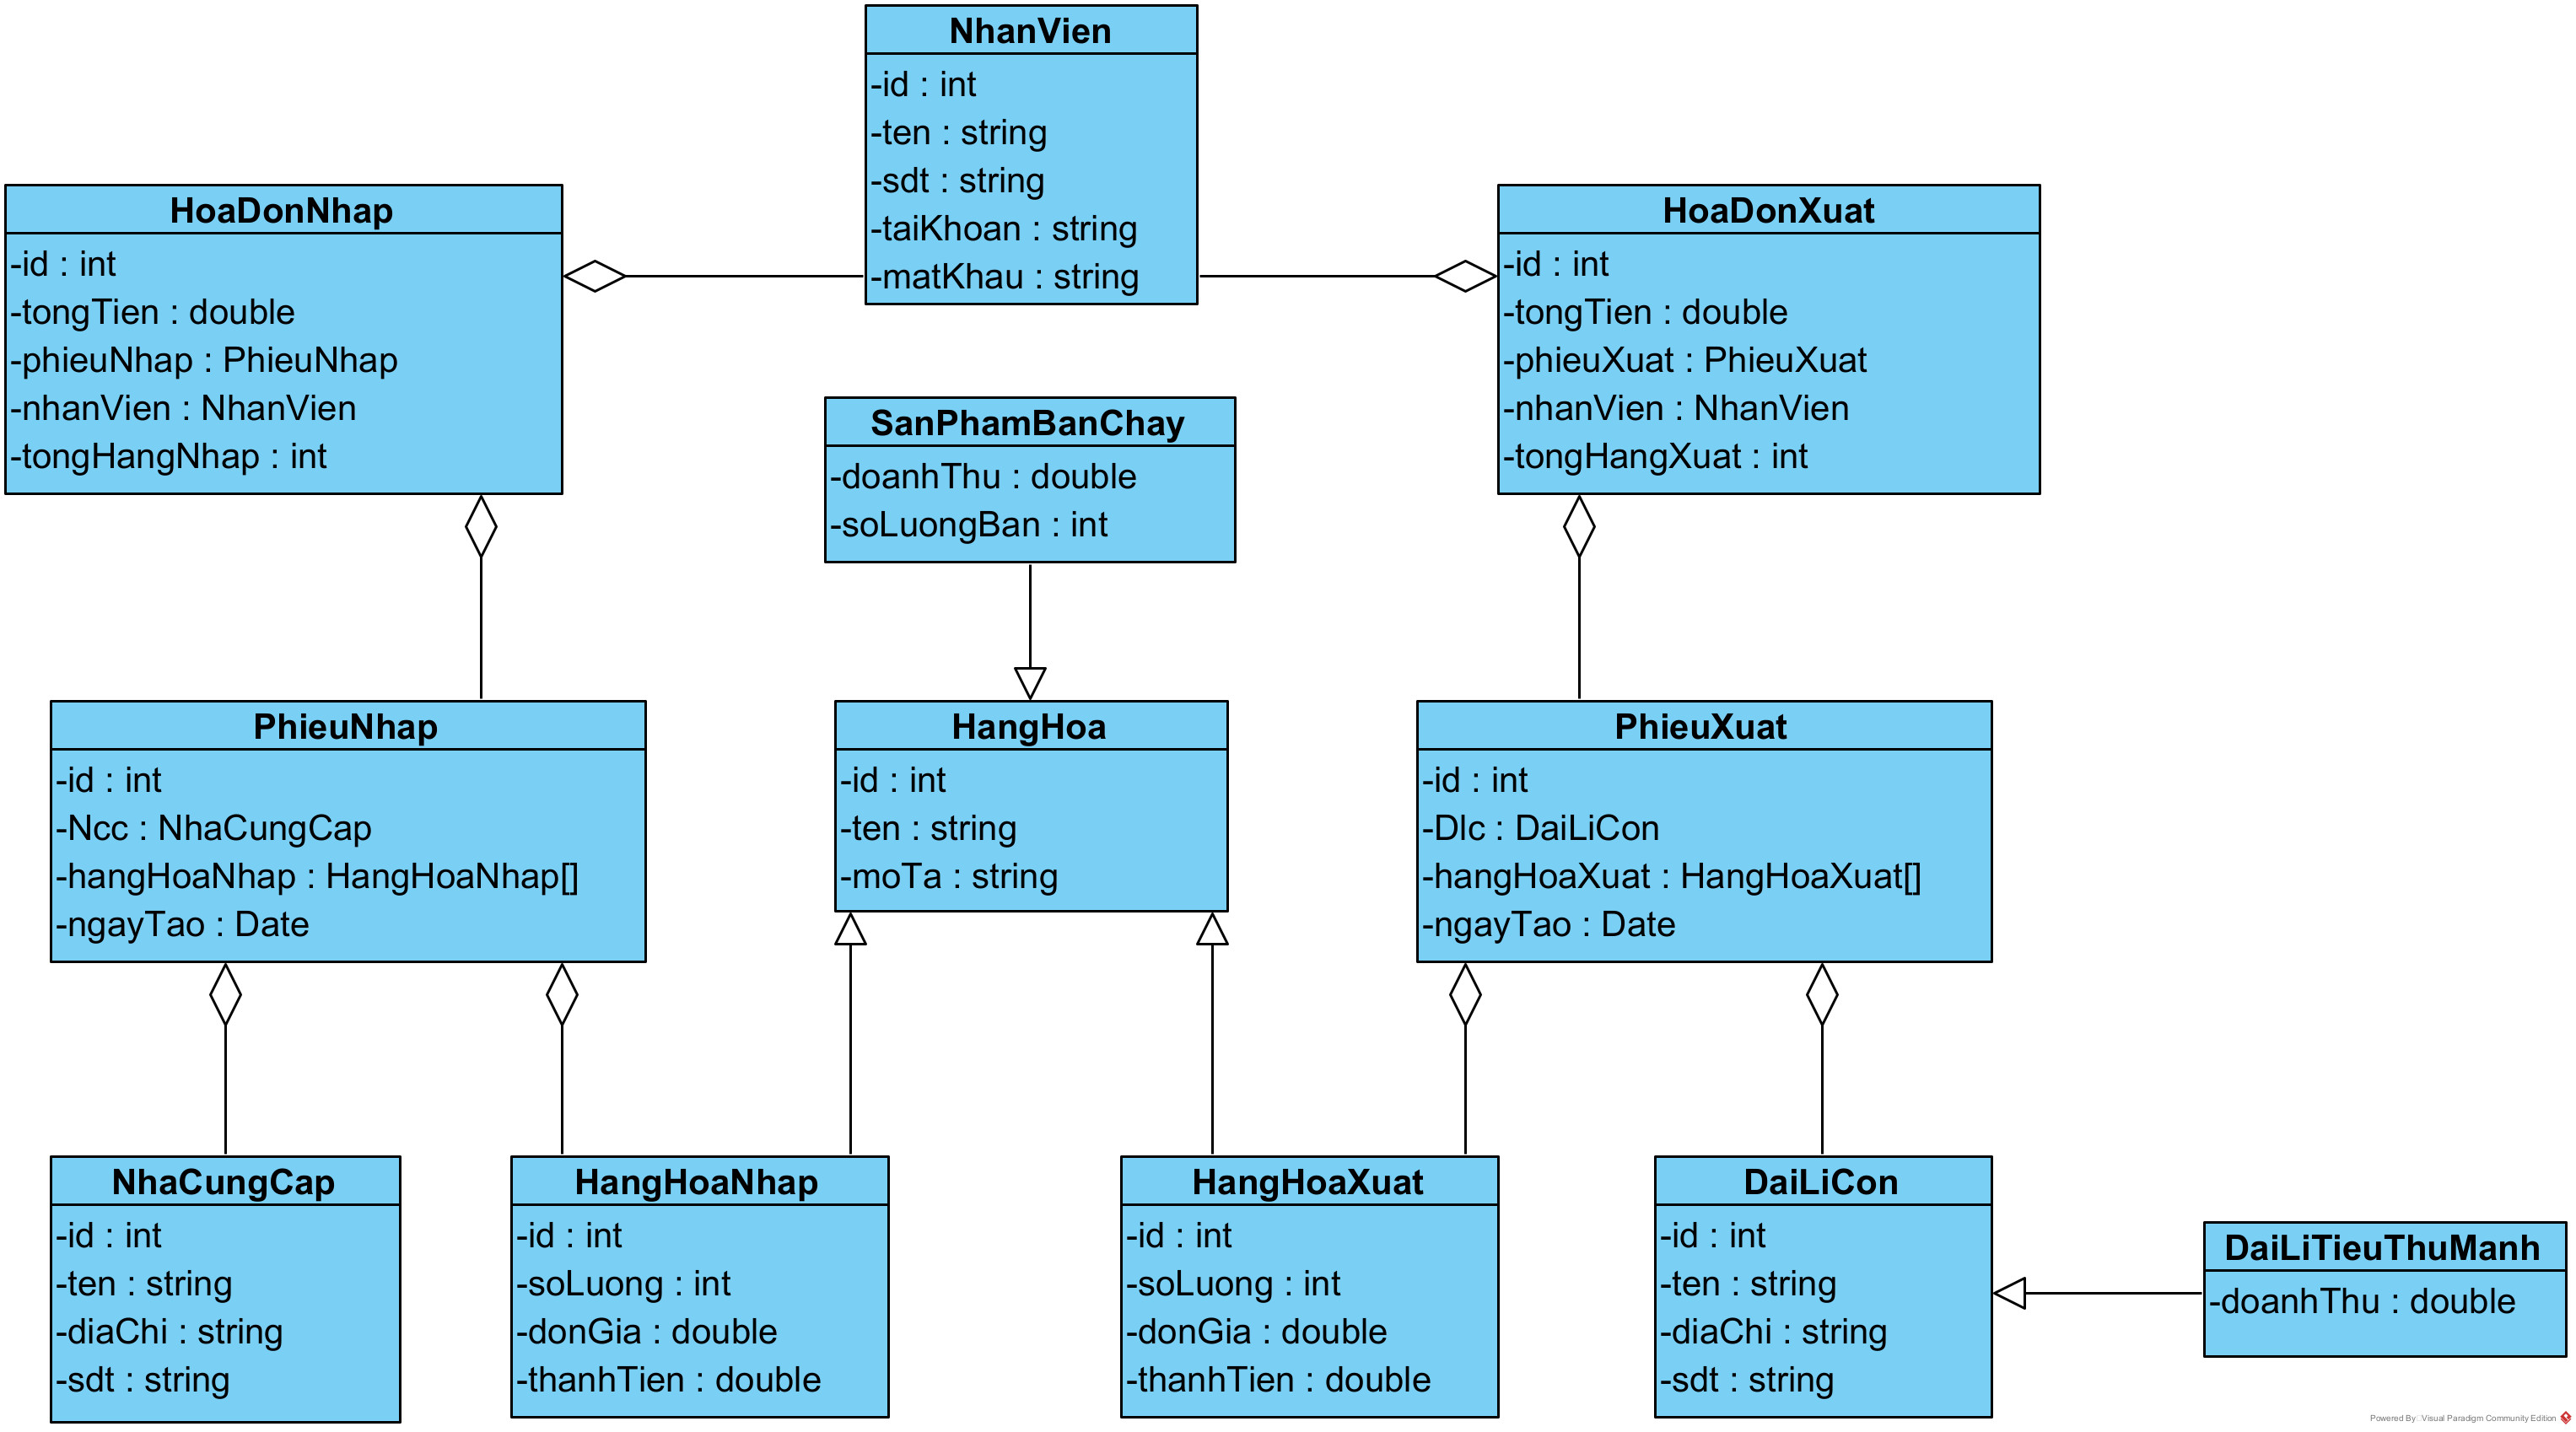 NhanVien
-id : int
-ten : string
-sdt : string
-taiKhoan : string
-matKhau : string
HoaDonNhap
-id : int
-tongTien : double
-phieuNhap : PhieuNhap
-nhanVien : NhanVien
-tongHangNhap : int
HoaDonXuat
-id : int
-tongTien : double
-phieuXuat : PhieuXuat
-nhanVien : NhanVien
-tongHangXuat : int
SanPhamBanChay
-doanhThu : double
-soLuongBan : int
PhieuNhap
-id : int
-Ncc : NhaCungCap
-hangHoaNhap : HangHoaNhap[]
-ngayTao : Date
HangHoa
-id : int
-ten : string
-moTa : string
PhieuXuat
-id : int
-Dlc : DaiLiCon
-hangHoaXuat : HangHoaXuat[]
-ngayTao : Date
NhaCungCap
-id : int
-ten : string
-diaChi : string
-sdt : string
HangHoaNhap
-id : int
-soLuong : int
-donGia : double
-thanhTien : double
HangHoaXuat
-id : int
-soLuong : int
-donGia : double
-thanhTien : double
DaiLiCon
-id : int
-ten : string
-diaChi : string
-sdt : string
DaiLiTieuThuManh
-doanhThu : double
Powered By Visual Paradigm Community Edition